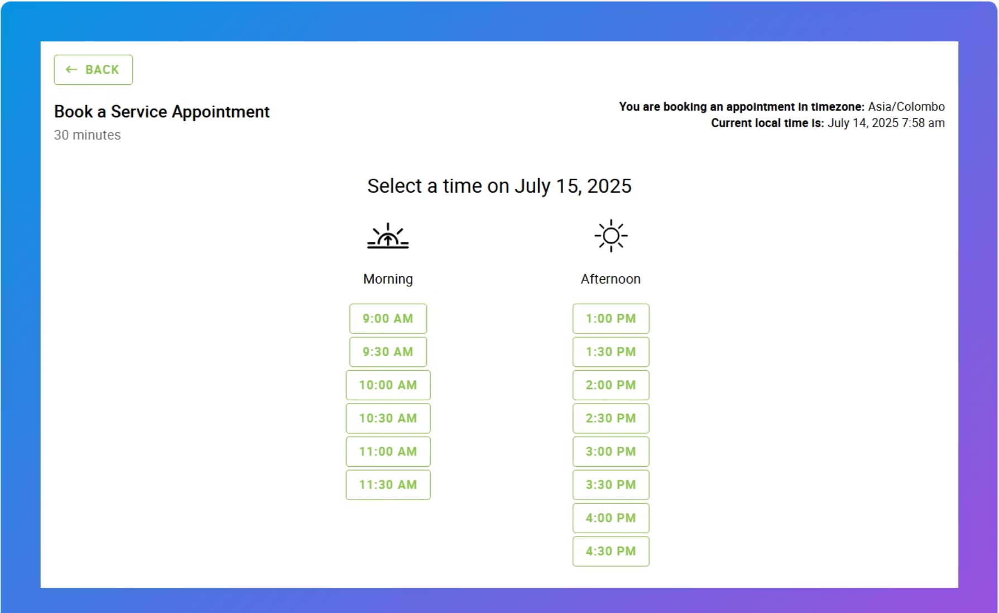 ← BACK
Book a Service Appointment
30 minutes
You are booking an appointment in timezone: Asia/Colombo
Current local time is: July 14, 2025 7:58 am
Select a time on July 15, 2025
Morning
9:00 AM
9:30 AM
10:00 AM
10:30 AM
11:00 AM
11:30 AM
Afternoon
1:00 PM
1:30 PM
2:00 PM
2:30 PM
3:00 PM
3:30 PM
4:00 PM
4:30 PM